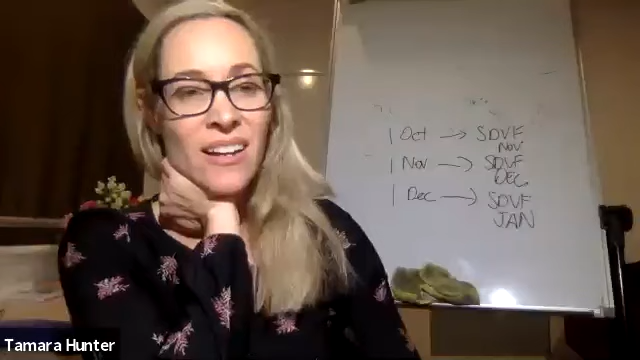 1 Oct → SDVF
NOV
1 Nov → SDVF
DEC
1 Dec → SDVF
JAN
Tamara Hunter